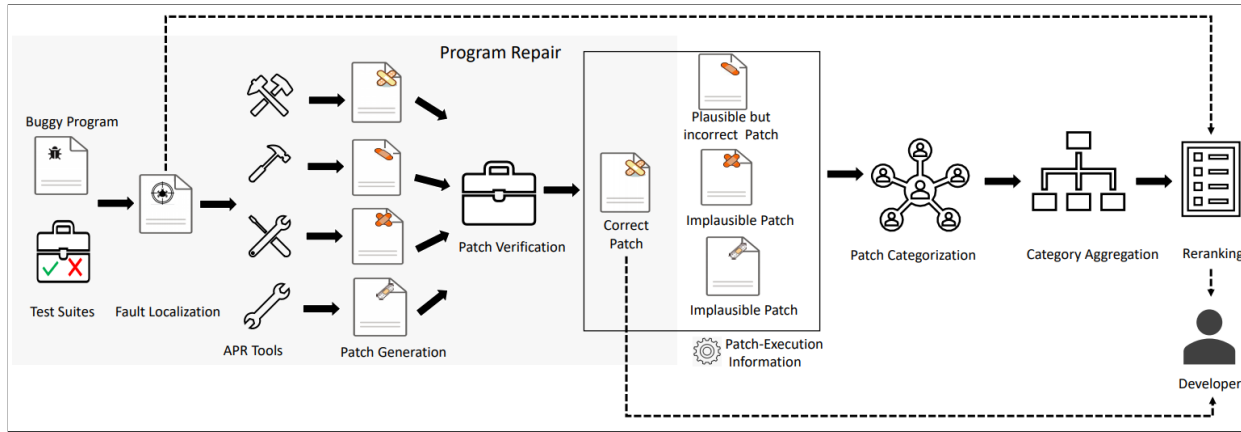 Program Repair
Buggy Program
Test Suites
Fault Localization
APR Tools
Patch Generation
Patch Verification
Correct
Patch
Plausible but
incorrect Patch
Implausible Patch
Implausible Patch
Patch-Execution
Information
Patch Categorization
Category Aggregation
Reranking
Developer